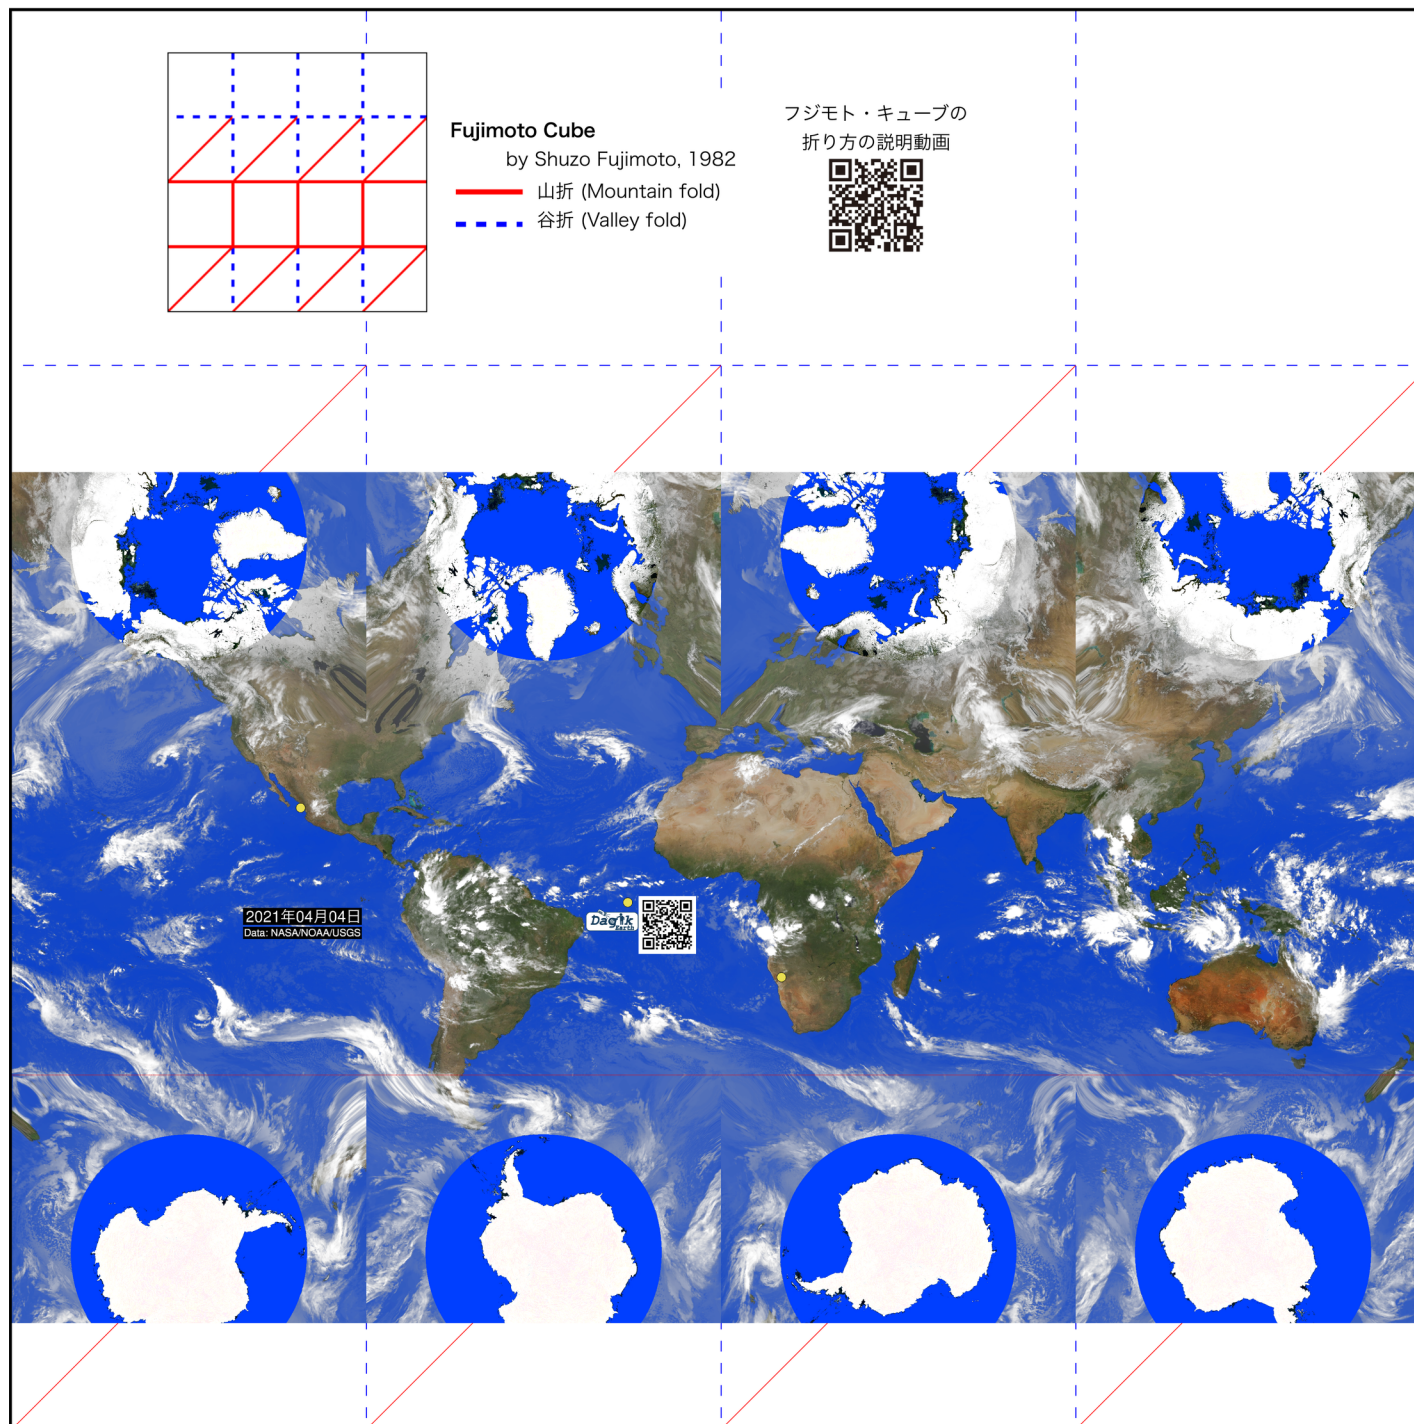 Fujimoto Cube
by Shuzo Fujimoto, 1982
山折 (Mountain fold)
谷折 (Valley fold)
フジモト・キューブの
折り方の説明動画
2021年04月04日
Data: NASA/NOAA/USGS
Dagik
Earth